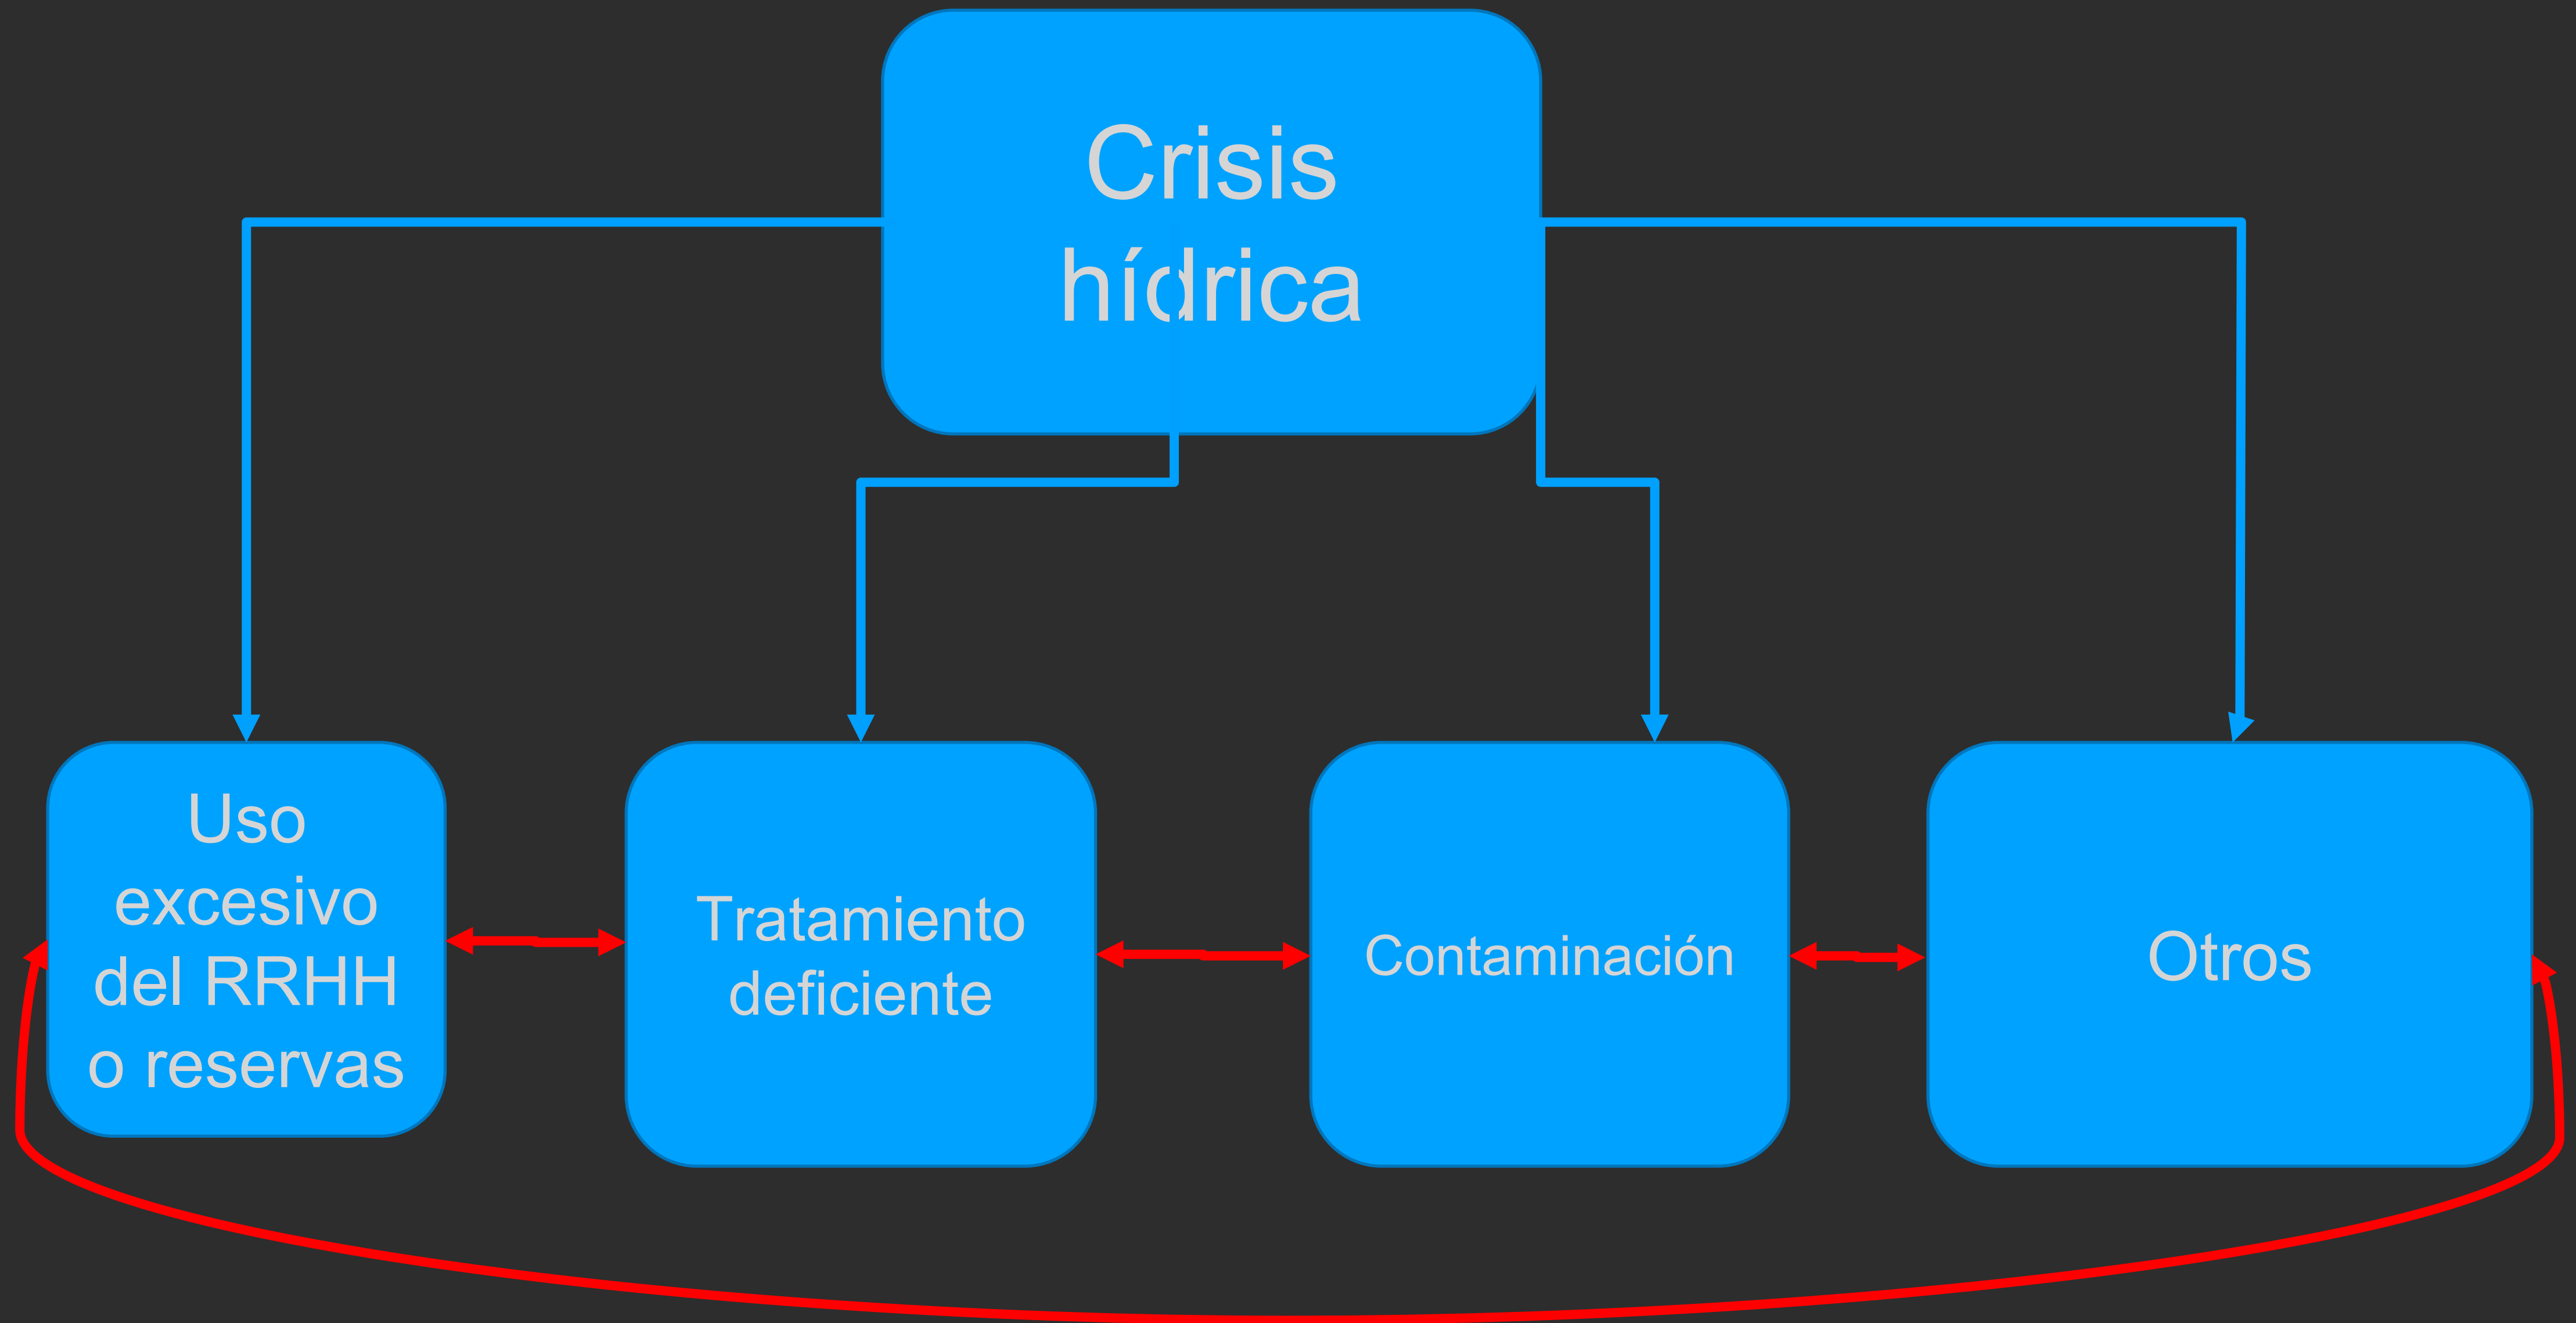 Crisis
hídrica
Uso
excesivo
del RRHH
o reservas
Tratamiento
deficiente
Contaminación
Otros